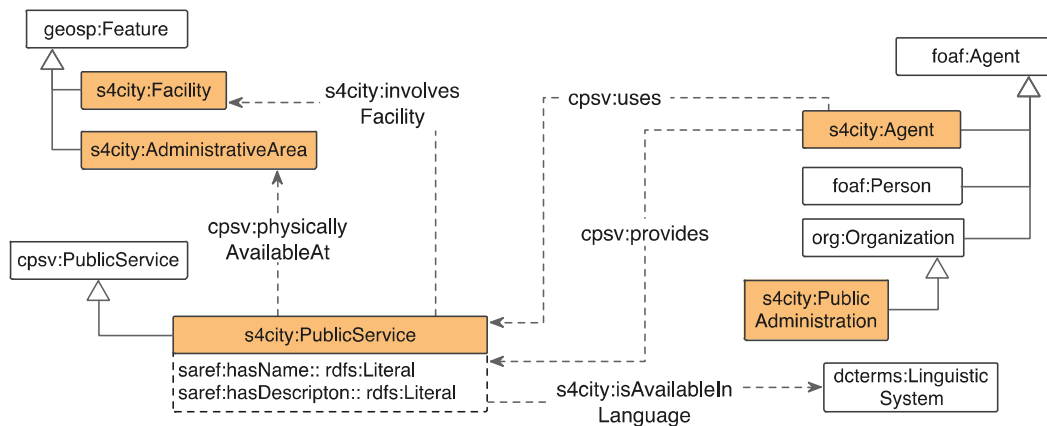 geosp:Feature
s4city:Facility
s4city:involves
Facility
s4city:AdministrativeArea
cpsv:physically
AvailableAt
cpsv:PublicService
s4city:PublicService
saref:hasName:: rdfs:Literal
saref:hasDescripton:: rdfs:Literal
cpsv:uses
cpsv:provides
foaf:Agent
s4city:Agent
foaf:Person
org:Organization
s4city:Public
Administration
s4city:isAvailableIn
Language
dcterms:Linguistic
System